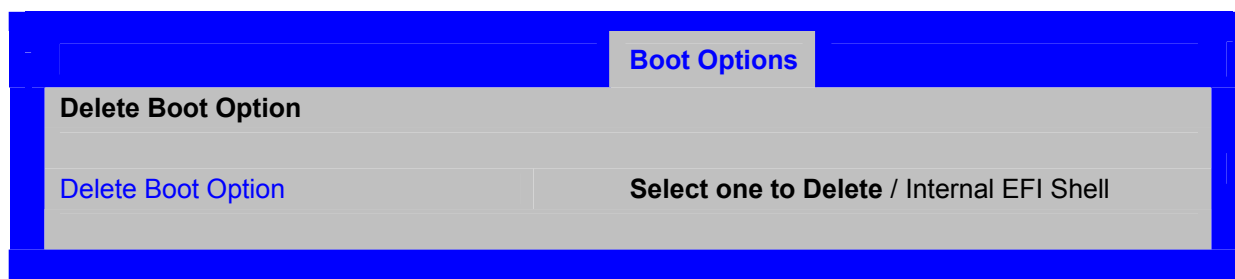 Boot Options
Delete Boot Option
Delete Boot Option Select one to Delete / Internal EFI Shell